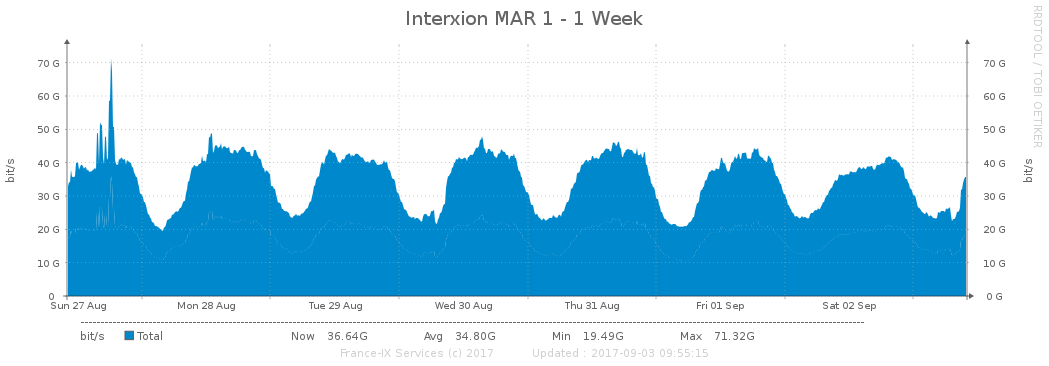 Interxion MAR 1 - 1 Week
RRDTOOL / TOBI OETIKER
bit/s
70 G 70 G
60 G 60 G
50 G 50 G
40 G 40 G
30 G 30 G
20 G 20 G
10 G 10 G
0 0 G
bit/s
Sun 27 Aug Mon 28 Aug Tue 29 Aug Wed 30 Aug Thu 31 Aug Fri 01 Sep Sat 02 Sep
bit/s Total Now 36.64G Avg 34.80G Min 19.49G Max 71.32G
France-IX Services (c) 2017 Updated : 2017-09-03 09:55:15